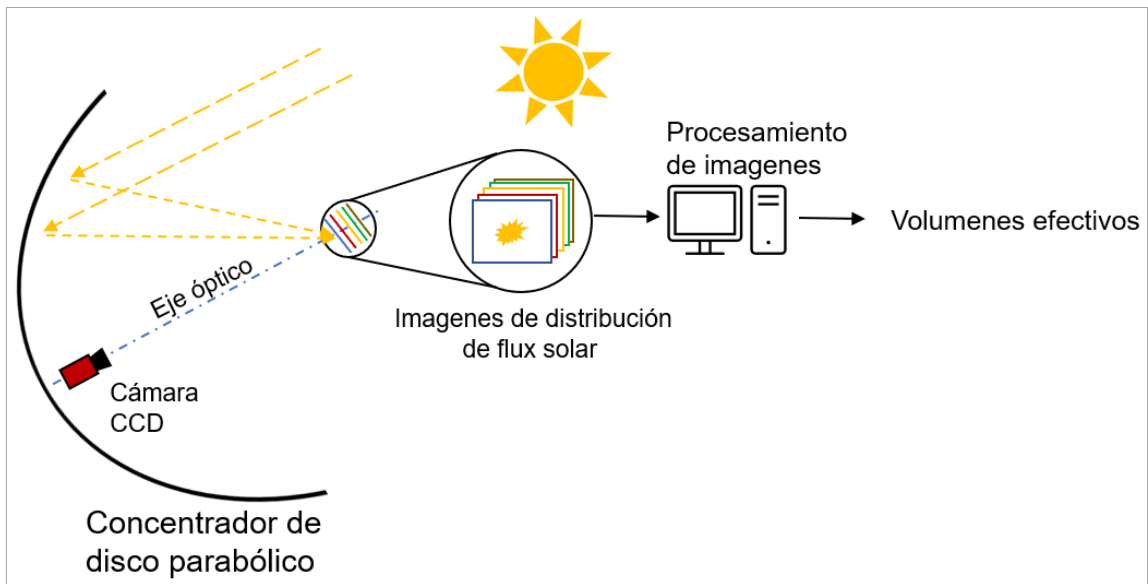 Procesamiento
de imagenes
Volumenes efectivos
Eje óptico
Imagenes de distribución
de flux solar
Cámara
CCD
Concentrador de
disco parabólico